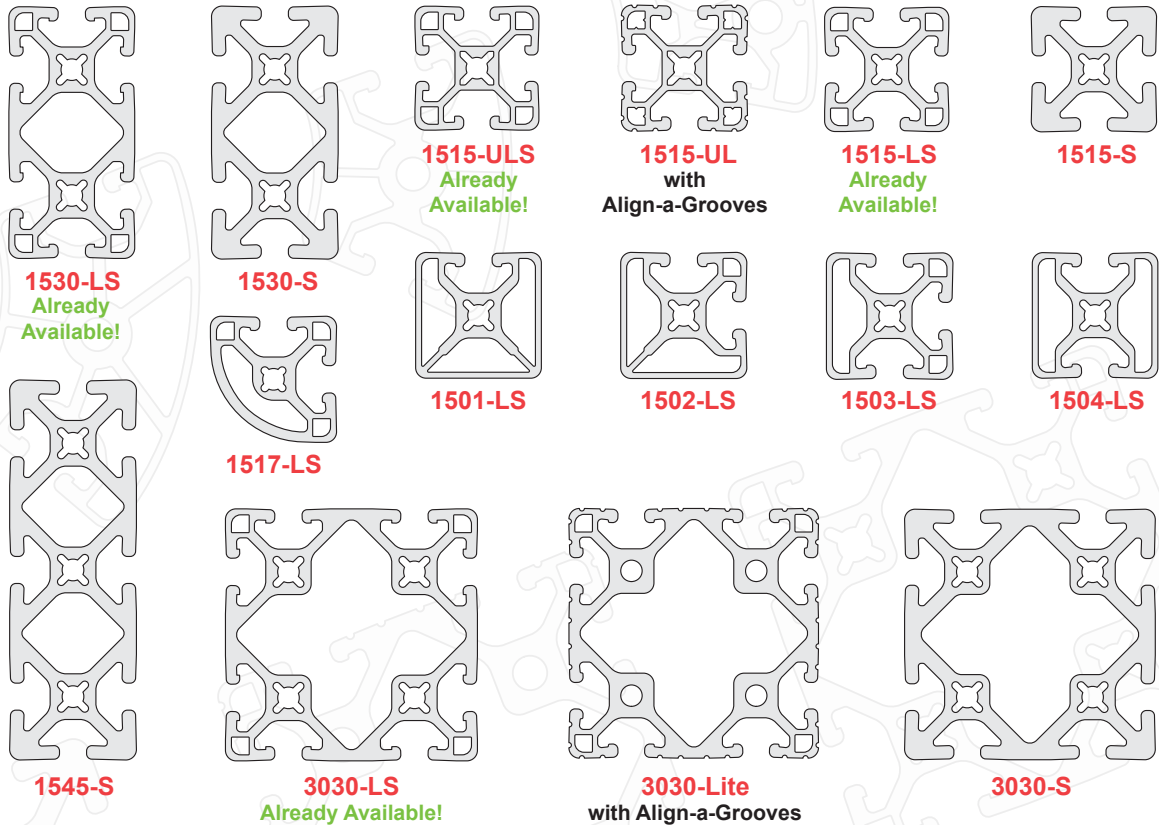 1515-ULS
Already
Available!
1515-UL
with
Align-a-Grooves
1515-LS
Already
Available!
1515-S
1530-LS
Already
Available!
1530-S
1501-LS
1502-LS
1503-LS
1504-LS
1517-LS
1545-S
3030-LS
Already Available!
3030-Lite
with Align-a-Grooves
3030-S